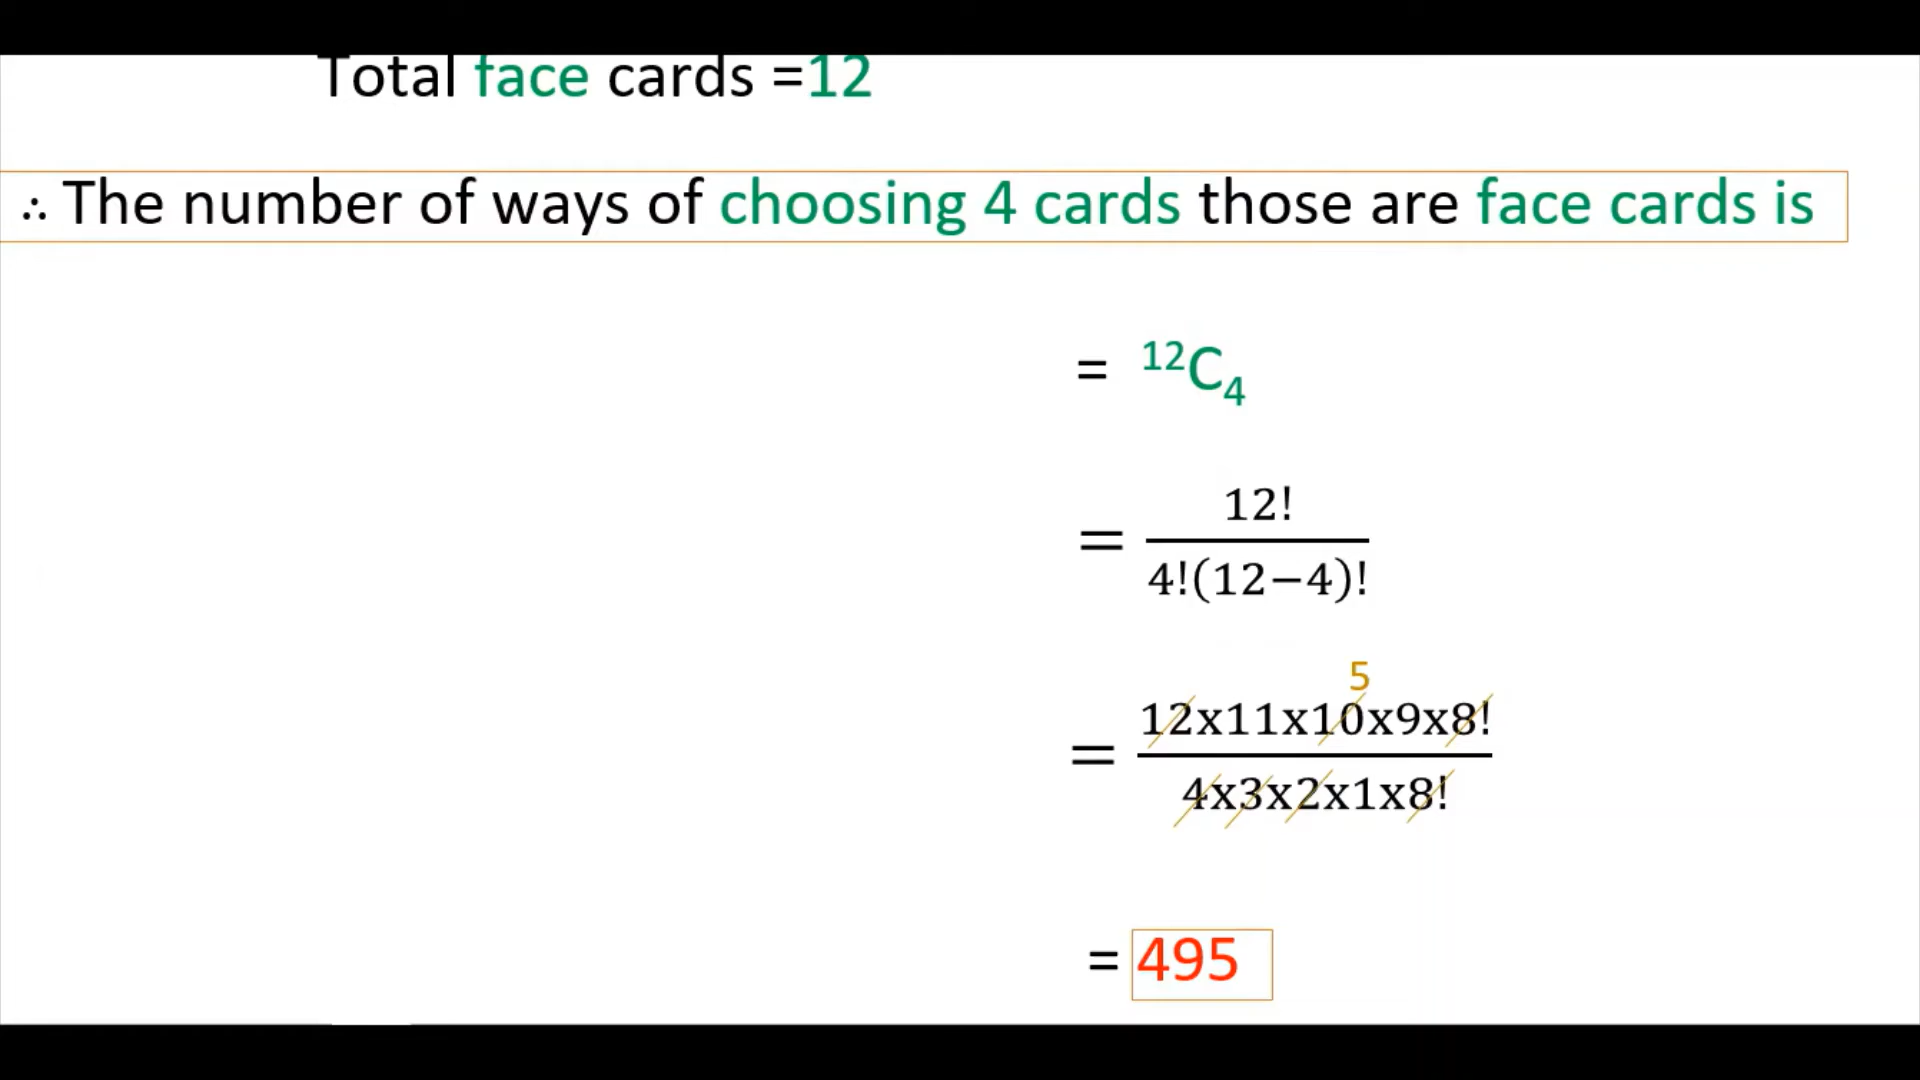 Total face cards =12
∴ The number of ways of choosing 4 cards those are face cards is
= ¹²C₄
= 12! / 4!(12−4)!
5
= 12x11x10x9x8! / 4x3x2x1x8!
= 495